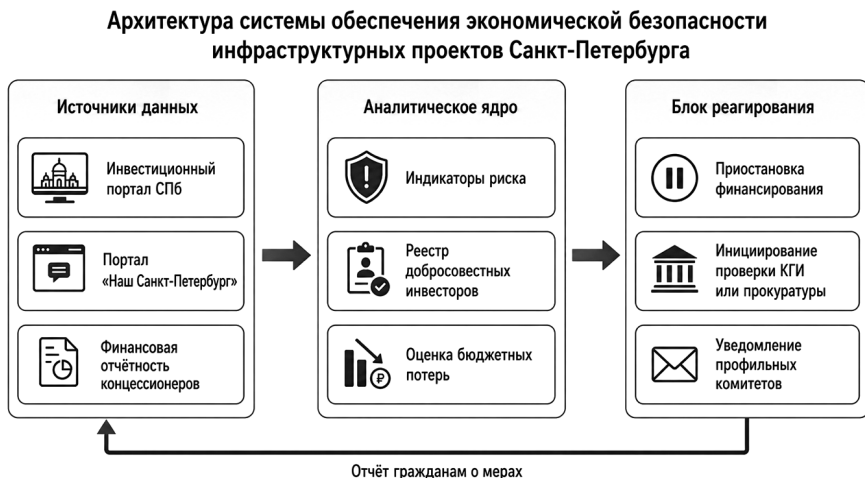 Архитектура системы обеспечения экономической безопасности
инфраструктурных проектов Санкт-Петербурга
Источники данных
Инвестиционный
портал СПб
Портал
«Наш Санкт-Петербург»
Финансовая
отчётность
концессионеров
Аналитическое ядро
Индикаторы риска
Реестр
добросовестных
инвесторов
Оценка бюджетных
потерь
₽
Блок реагирования
Приостановка
финансирования
Инициирование
проверки КГИ
или прокуратуры
Уведомление
профильных
комитетов
Отчёт гражданам о мерах